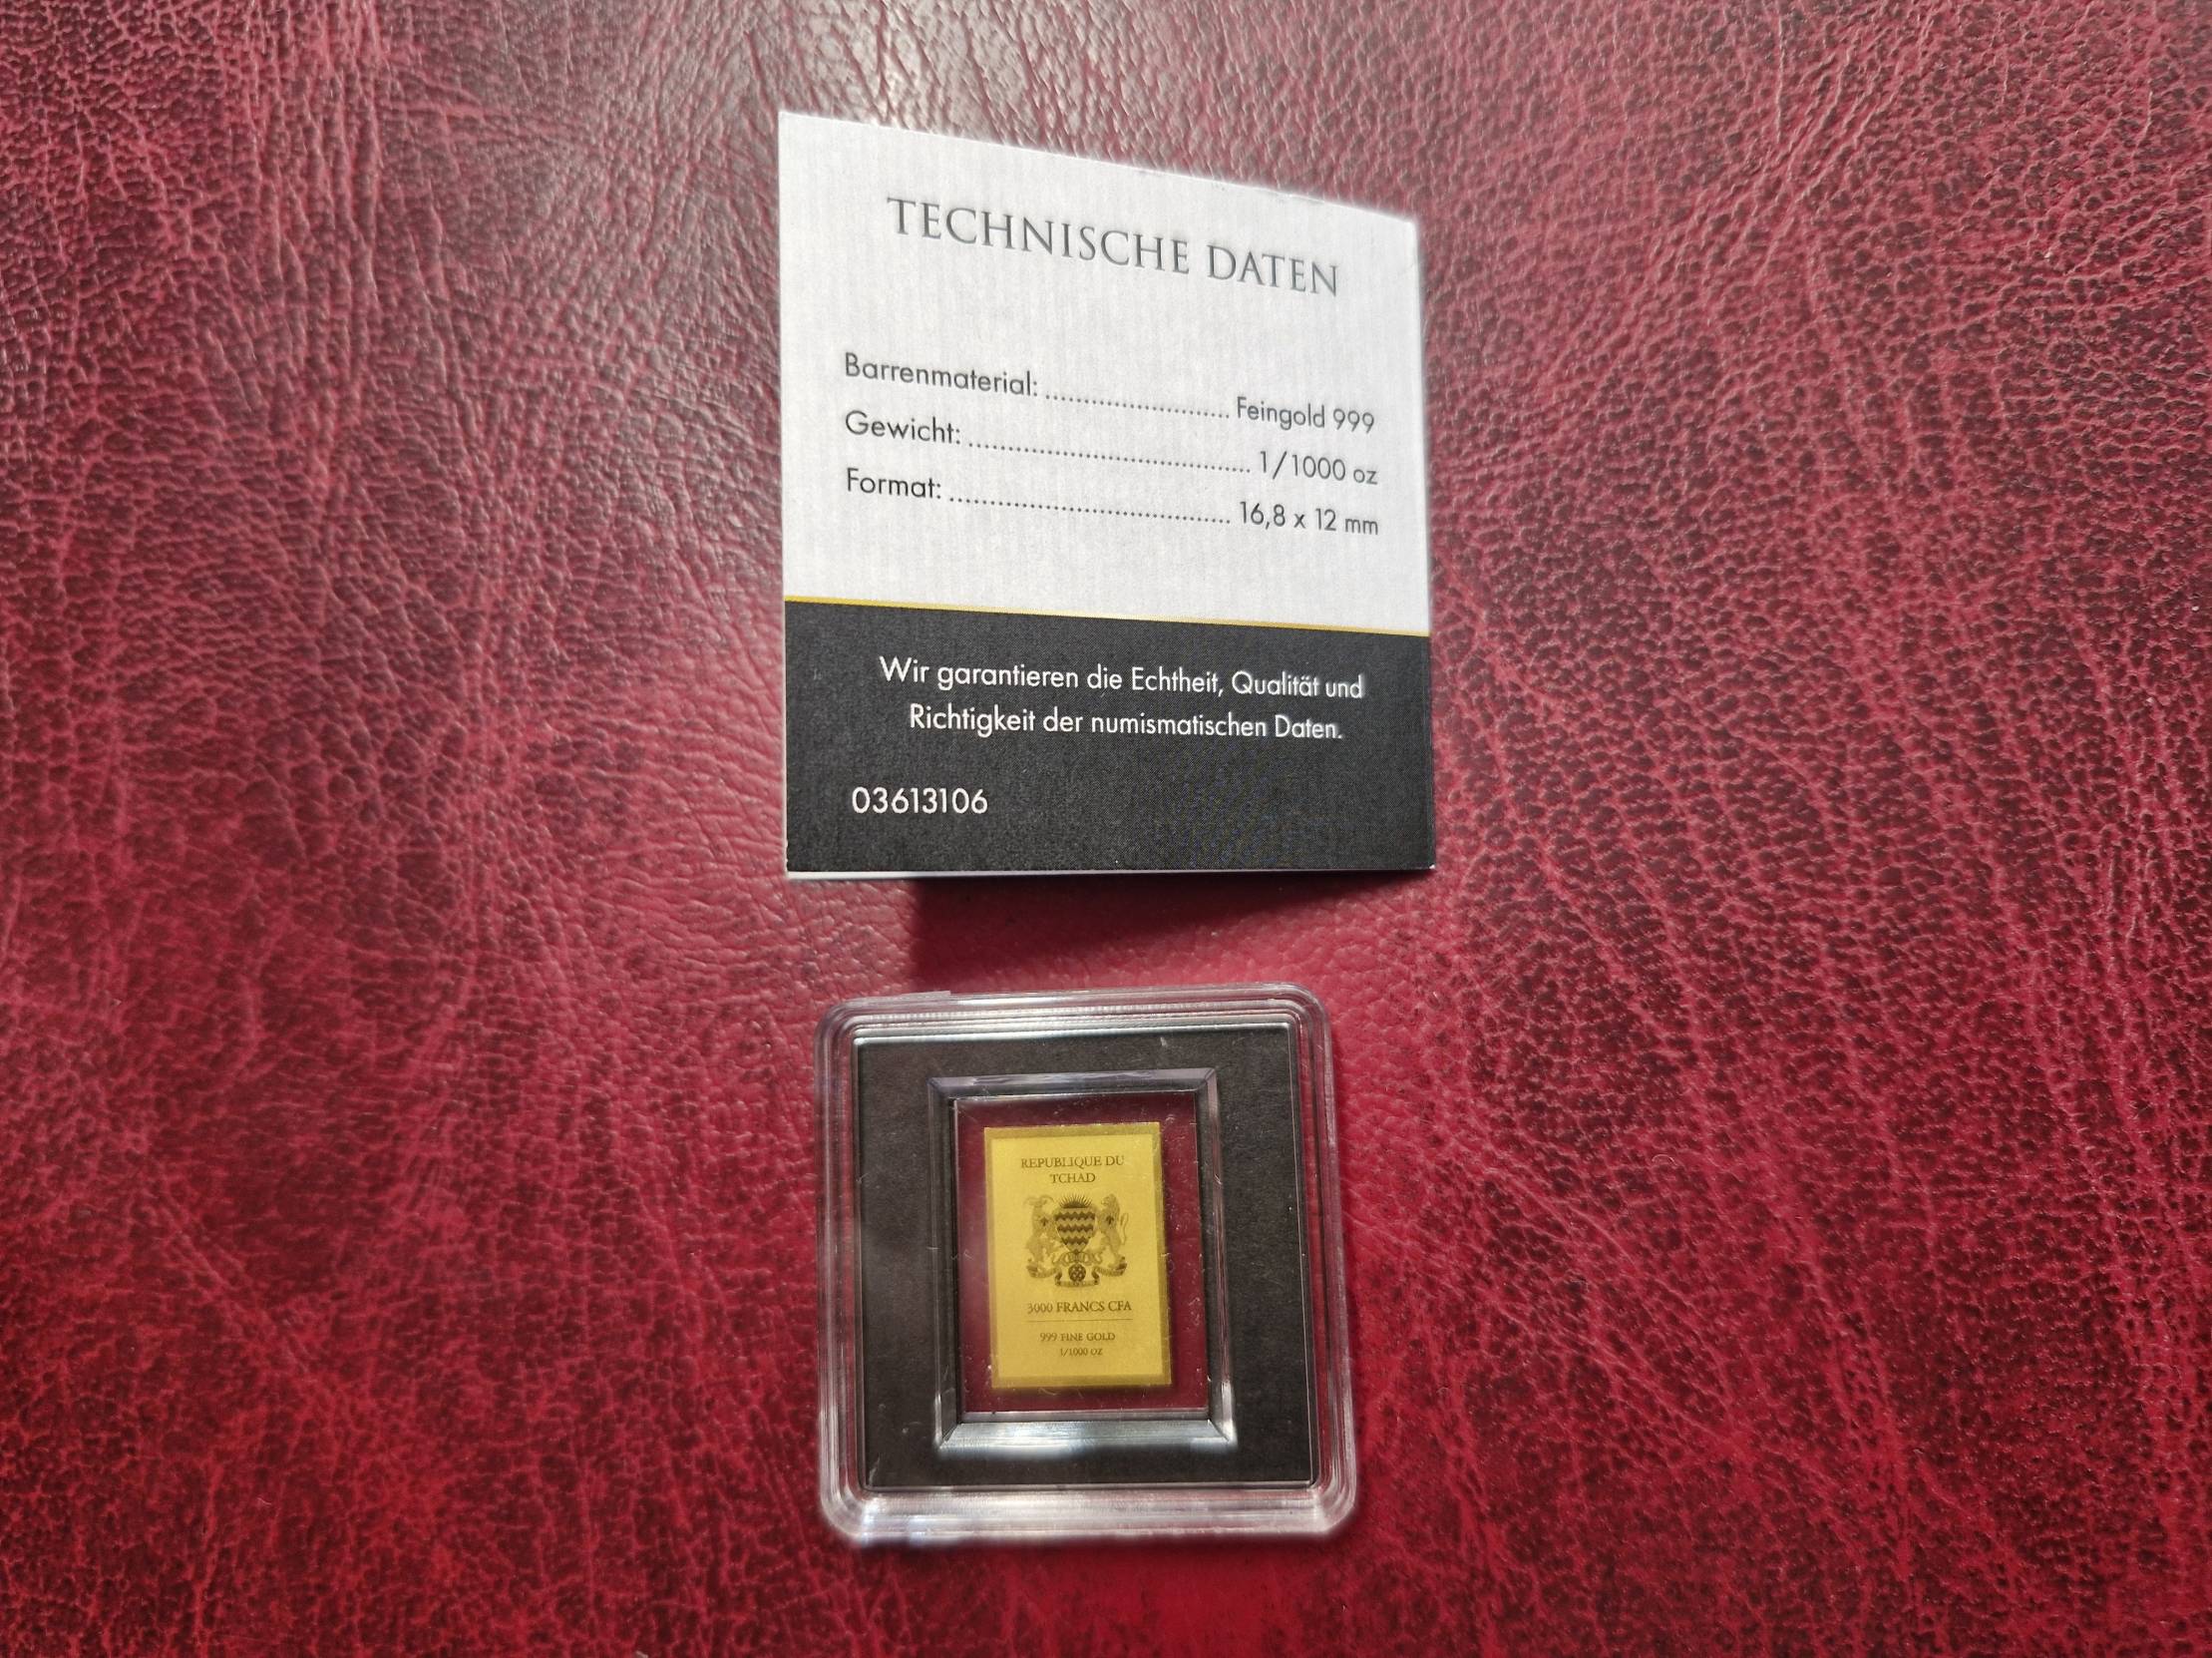 TECHNISCHE DATEN
Barrenmaterial: ........................ Feingold 999
Gewicht: ..................................... 1/1000 oz
Format: ..................................... 16,8 x 12 mm
Wir garantieren die Echtheit, Qualität und
Richtigkeit der numismatischen Daten.
03613106
REPUBLIQUE DU
TCHAD
3000 FRANCS CFA
999 FINE GOLD
1/1000 OZ